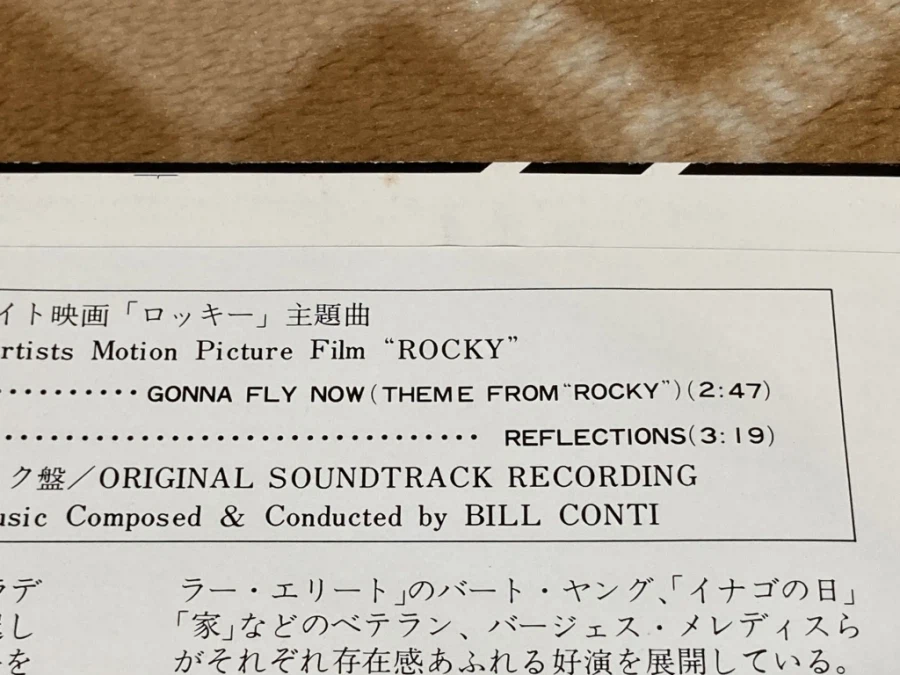 イト映画「ロッキー」主題曲
rtists Motion Picture Film “ROCKY”
GONNA FLY NOW(THEME FROM“ROCKY”)(2:47)
REFLECTIONS(3:19)
ク盤／ORIGINAL SOUNDTRACK RECORDING
usic Composed & Conducted by BILL CONTI
ラデ
し
を
ラー・エリート」のバート・ヤング、「イナゴの日」
「家」などのベテラン、バージェス・メレディスら
がそれぞれ存在感あふれる好演を展開している。